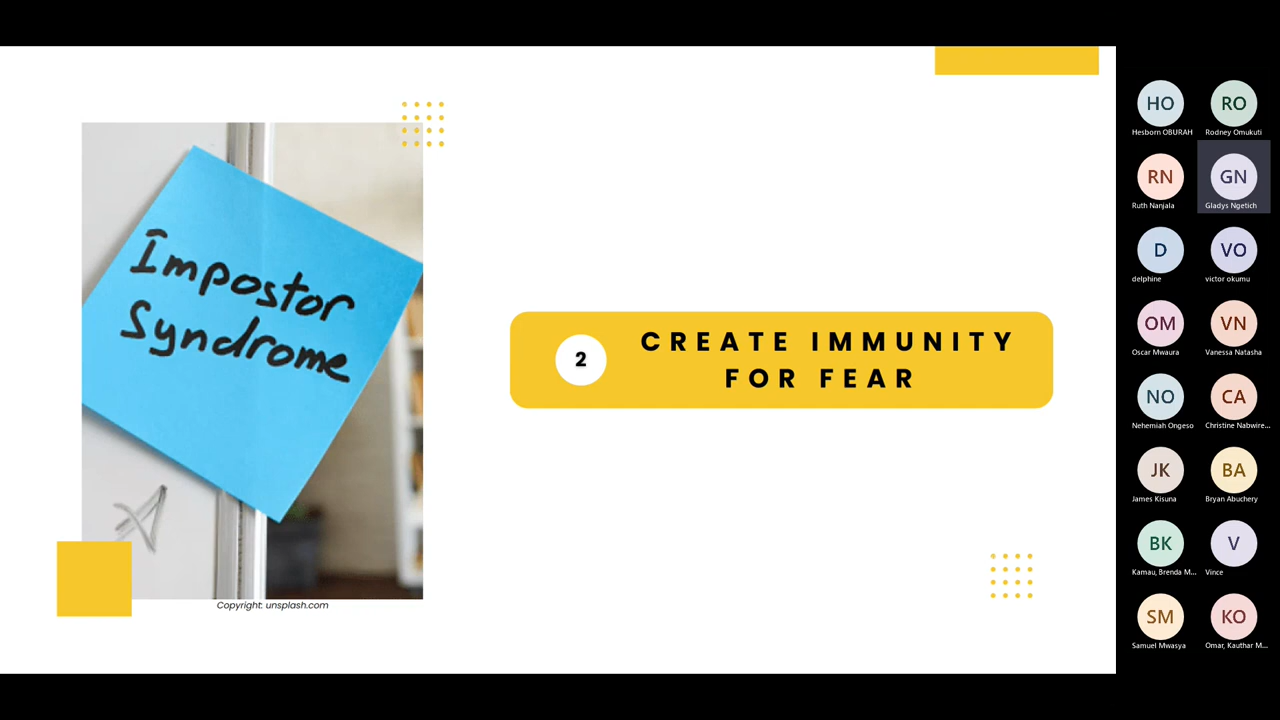 Impostor
Syndrome
Copyright: unsplash.com
2
CREATE IMMUNITY
FOR FEAR
HO
RO
Hesborn OBURAH
Rodney Omukuti
RN
GN
Ruth Nanjala
Gladys Ngetich
D
VO
delphine
victor okumu
OM
VN
Oscar Mwaura
Vanessa Natasha
NO
CA
Nehemiah Ongeso
Christine Nabwire...
JK
BA
James Kisuna
Bryan Abuchery
BK
V
Kamau, Brenda M...
Vince
SM
KO
Samuel Mwasya
Omar, Kauthar M...